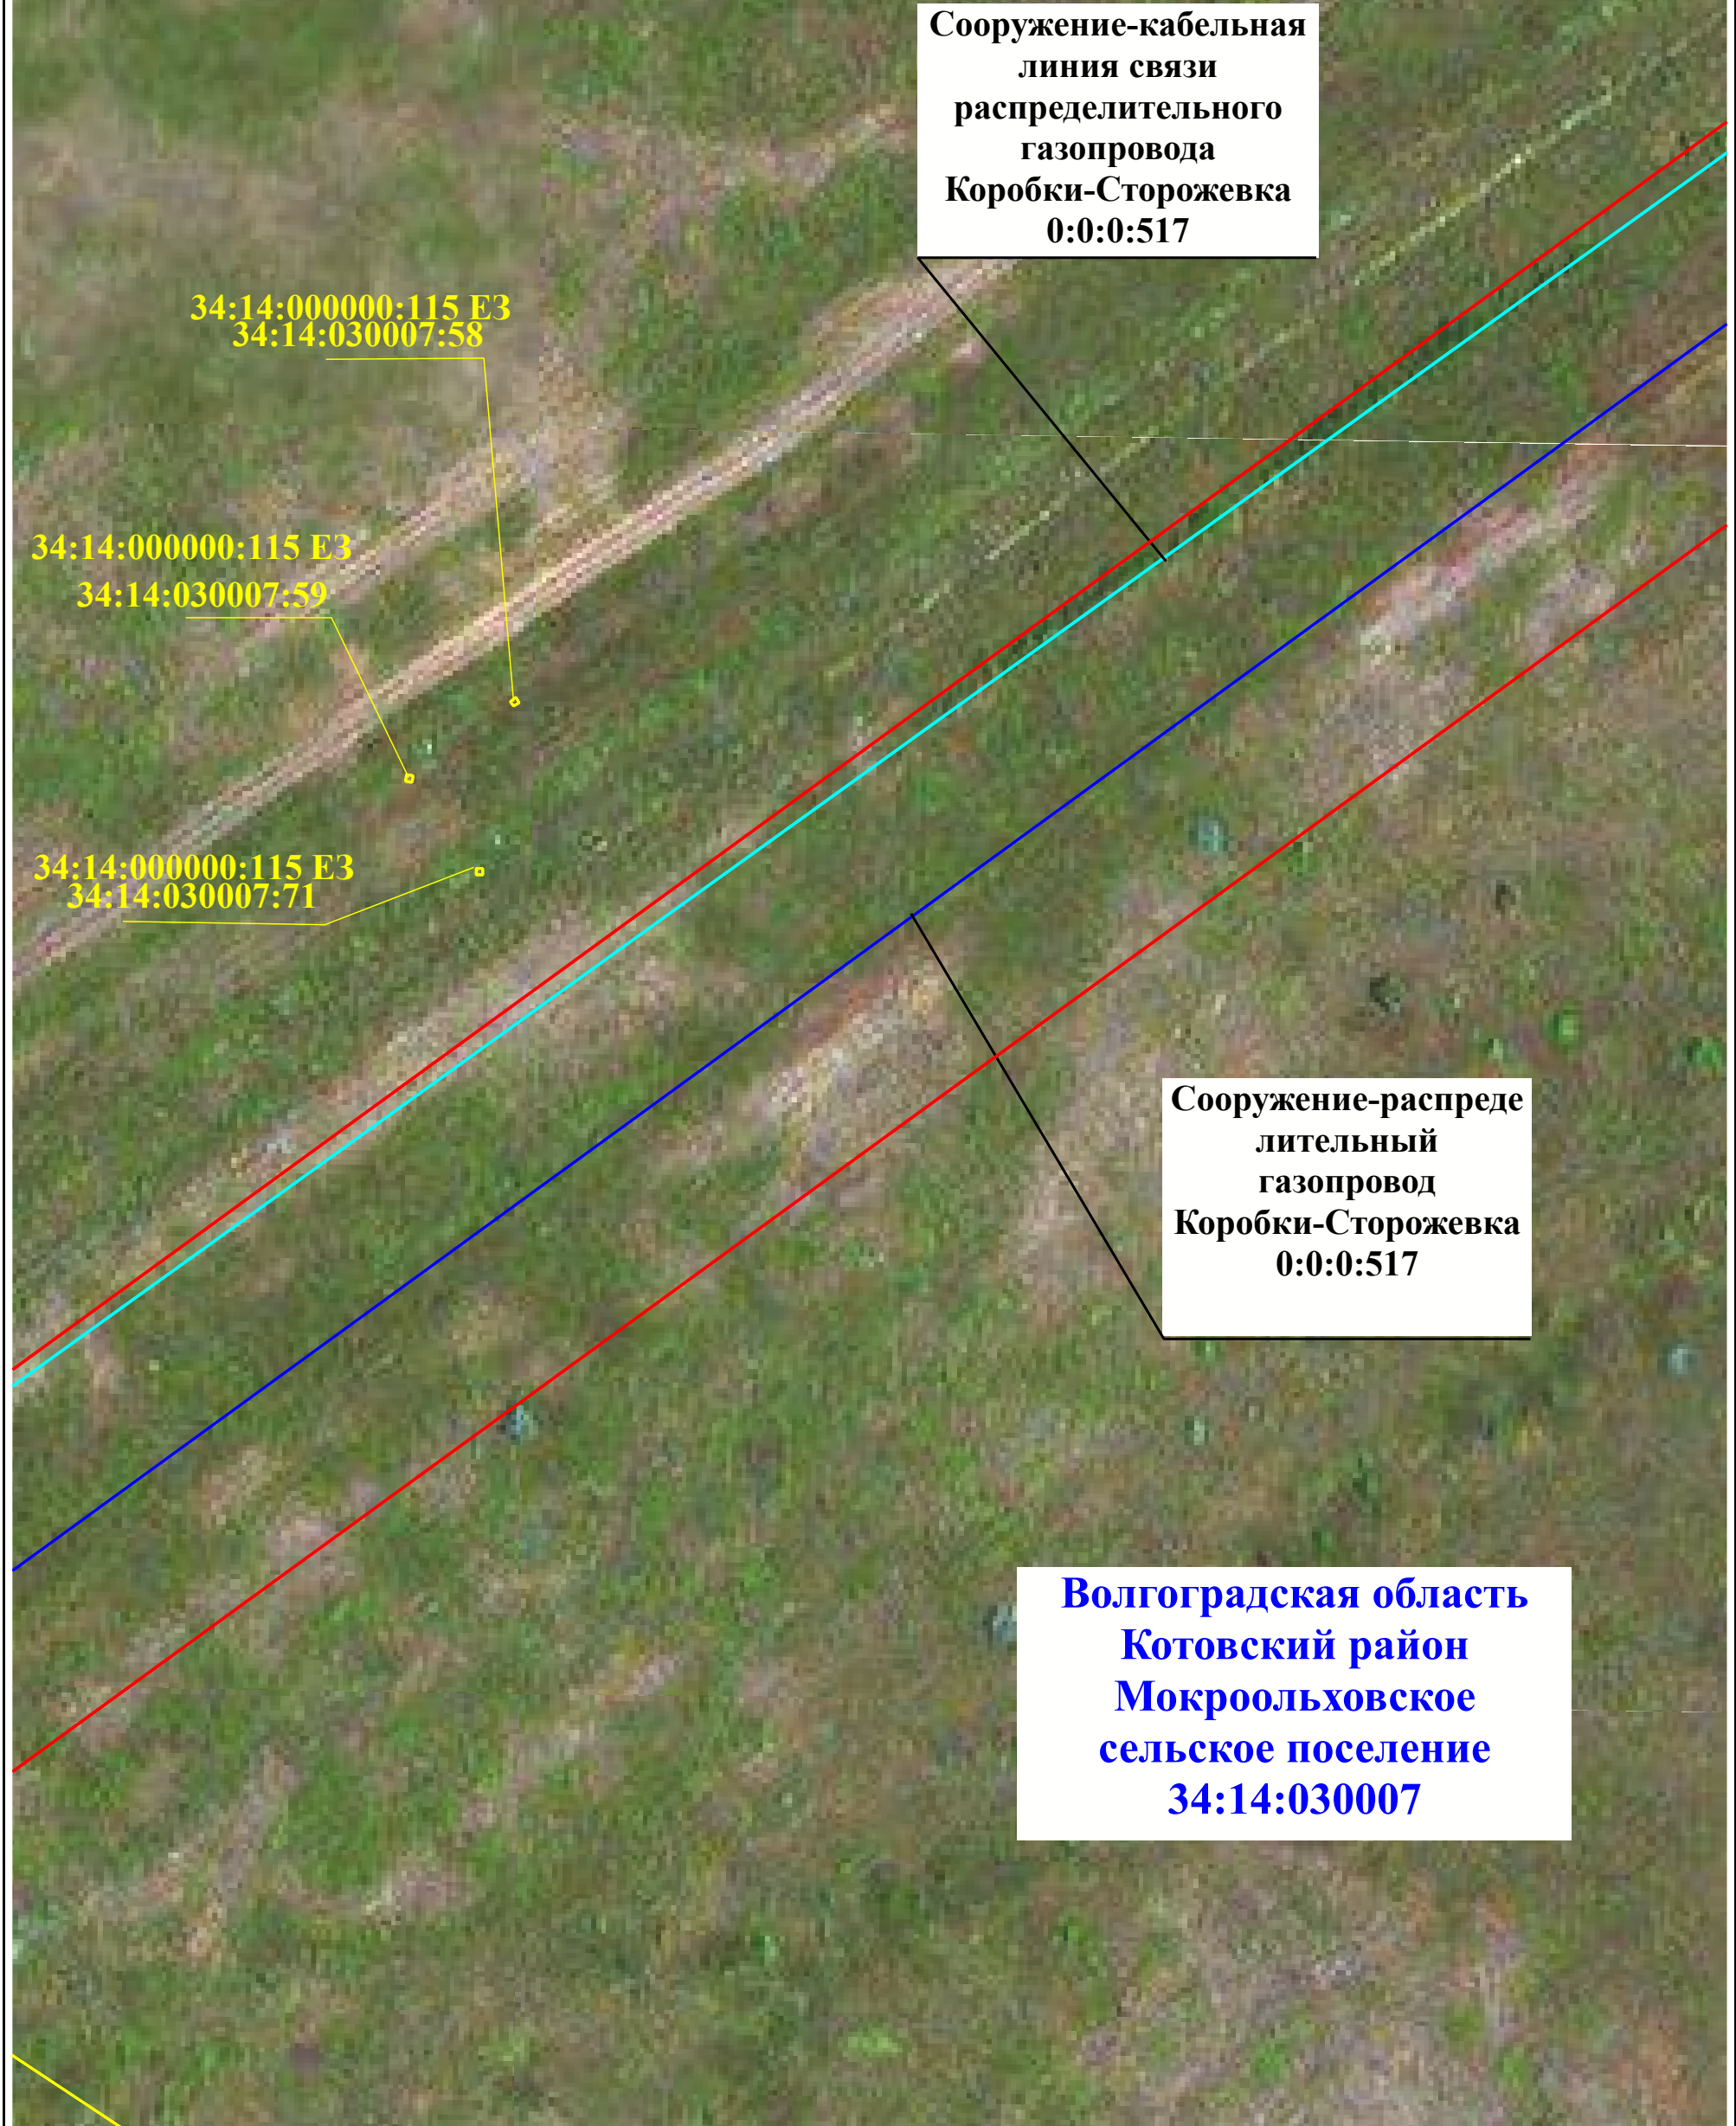 Сооружение-кабельная
линия связи
распределительного
газопровода
Коробки-Сторожевка
0:0:0:517
34:14:000000:115 ЕЗ
34:14:030007:58
34:14:000000:115 ЕЗ
34:14:030007:59
34:14:000000:115 ЕЗ
34:14:030007:71
Сооружение-распреде
лительный
газопровод
Коробки-Сторожевка
0:0:0:517
Волгоградская область
Котовский район
Мокроольховское
сельское поселение
34:14:030007